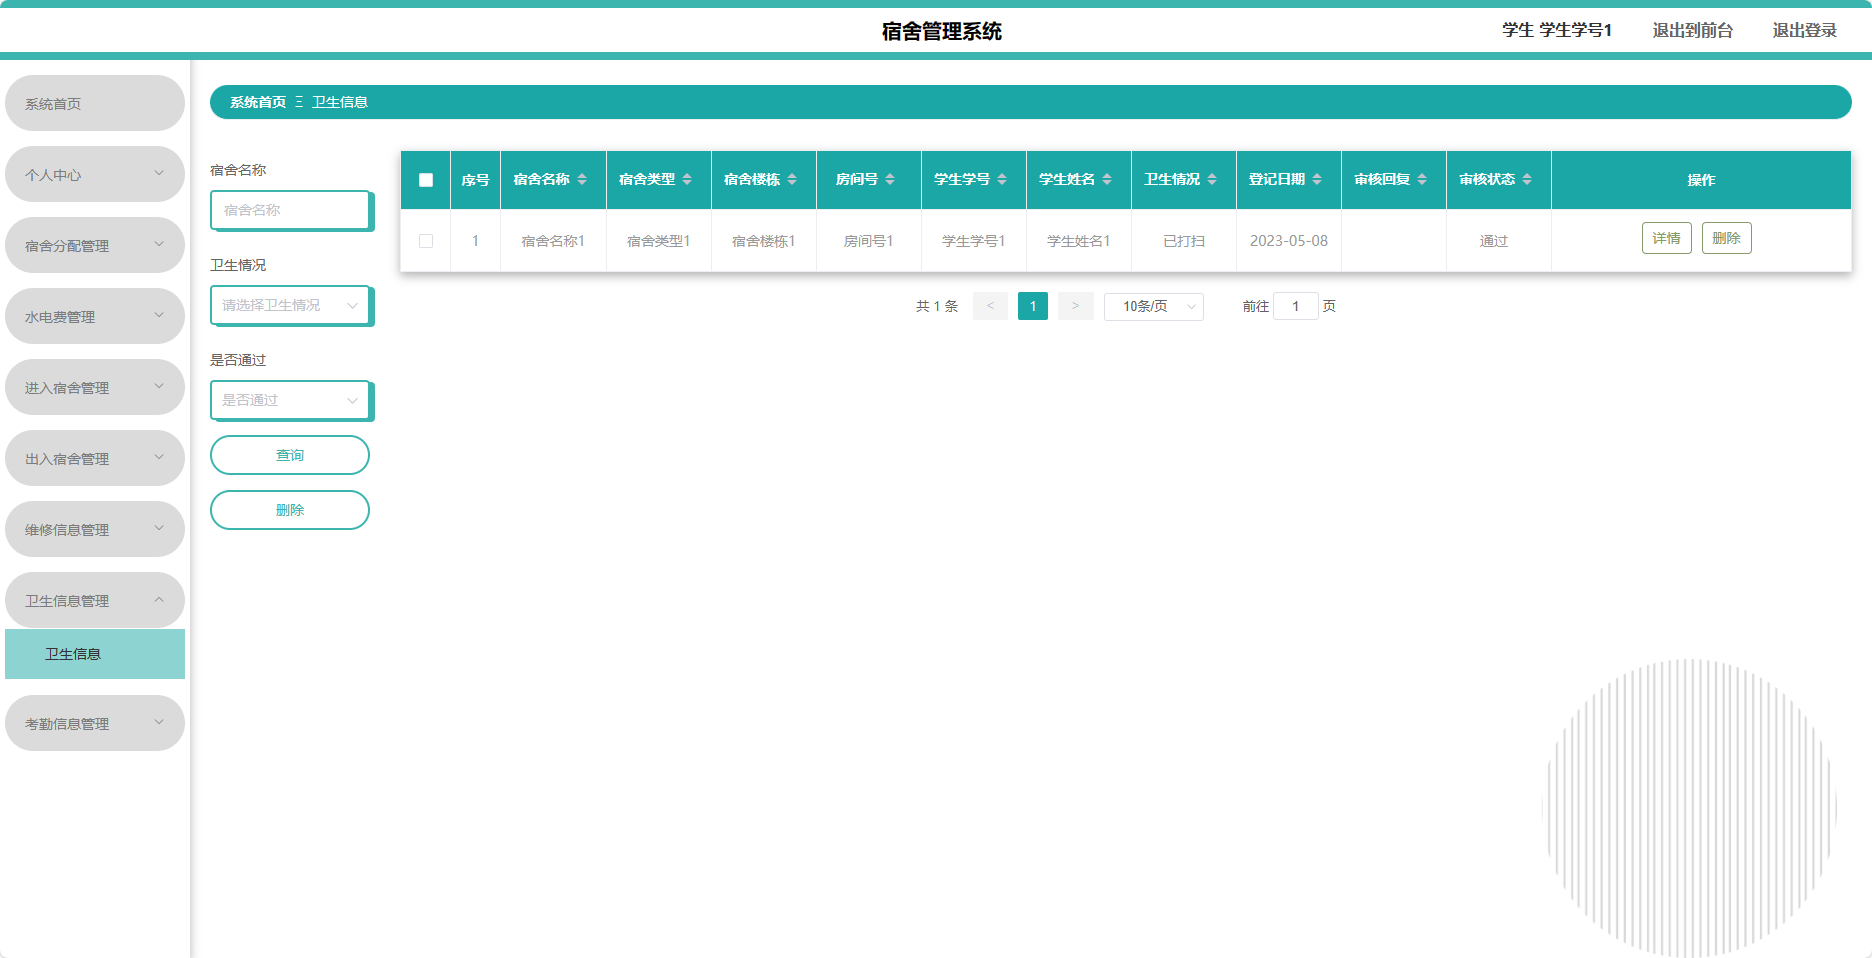 宿舍管理系统
学生 学生学号1 退出到前台 退出登录
系统首页
个人中心
宿舍分配管理
水电费管理
进入宿舍管理
出入宿舍管理
维修信息管理
卫生信息管理
卫生信息
考勤信息管理
系统首页 Ξ 卫生信息
宿舍名称
宿舍名称
卫生情况
请选择卫生情况
是否通过
是否通过
查询
删除
序号 宿舍名称 宿舍类型 宿舍楼栋 房间号 学生学号 学生姓名 卫生情况 登记日期 审核回复 审核状态 操作
1 宿舍名称1 宿舍类型1 宿舍楼栋1 房间号1 学生学号1 学生姓名1 已打扫 2023-05-08 通过 详情 删除
共 1 条 < 1 > 10条/页 前往 1 页